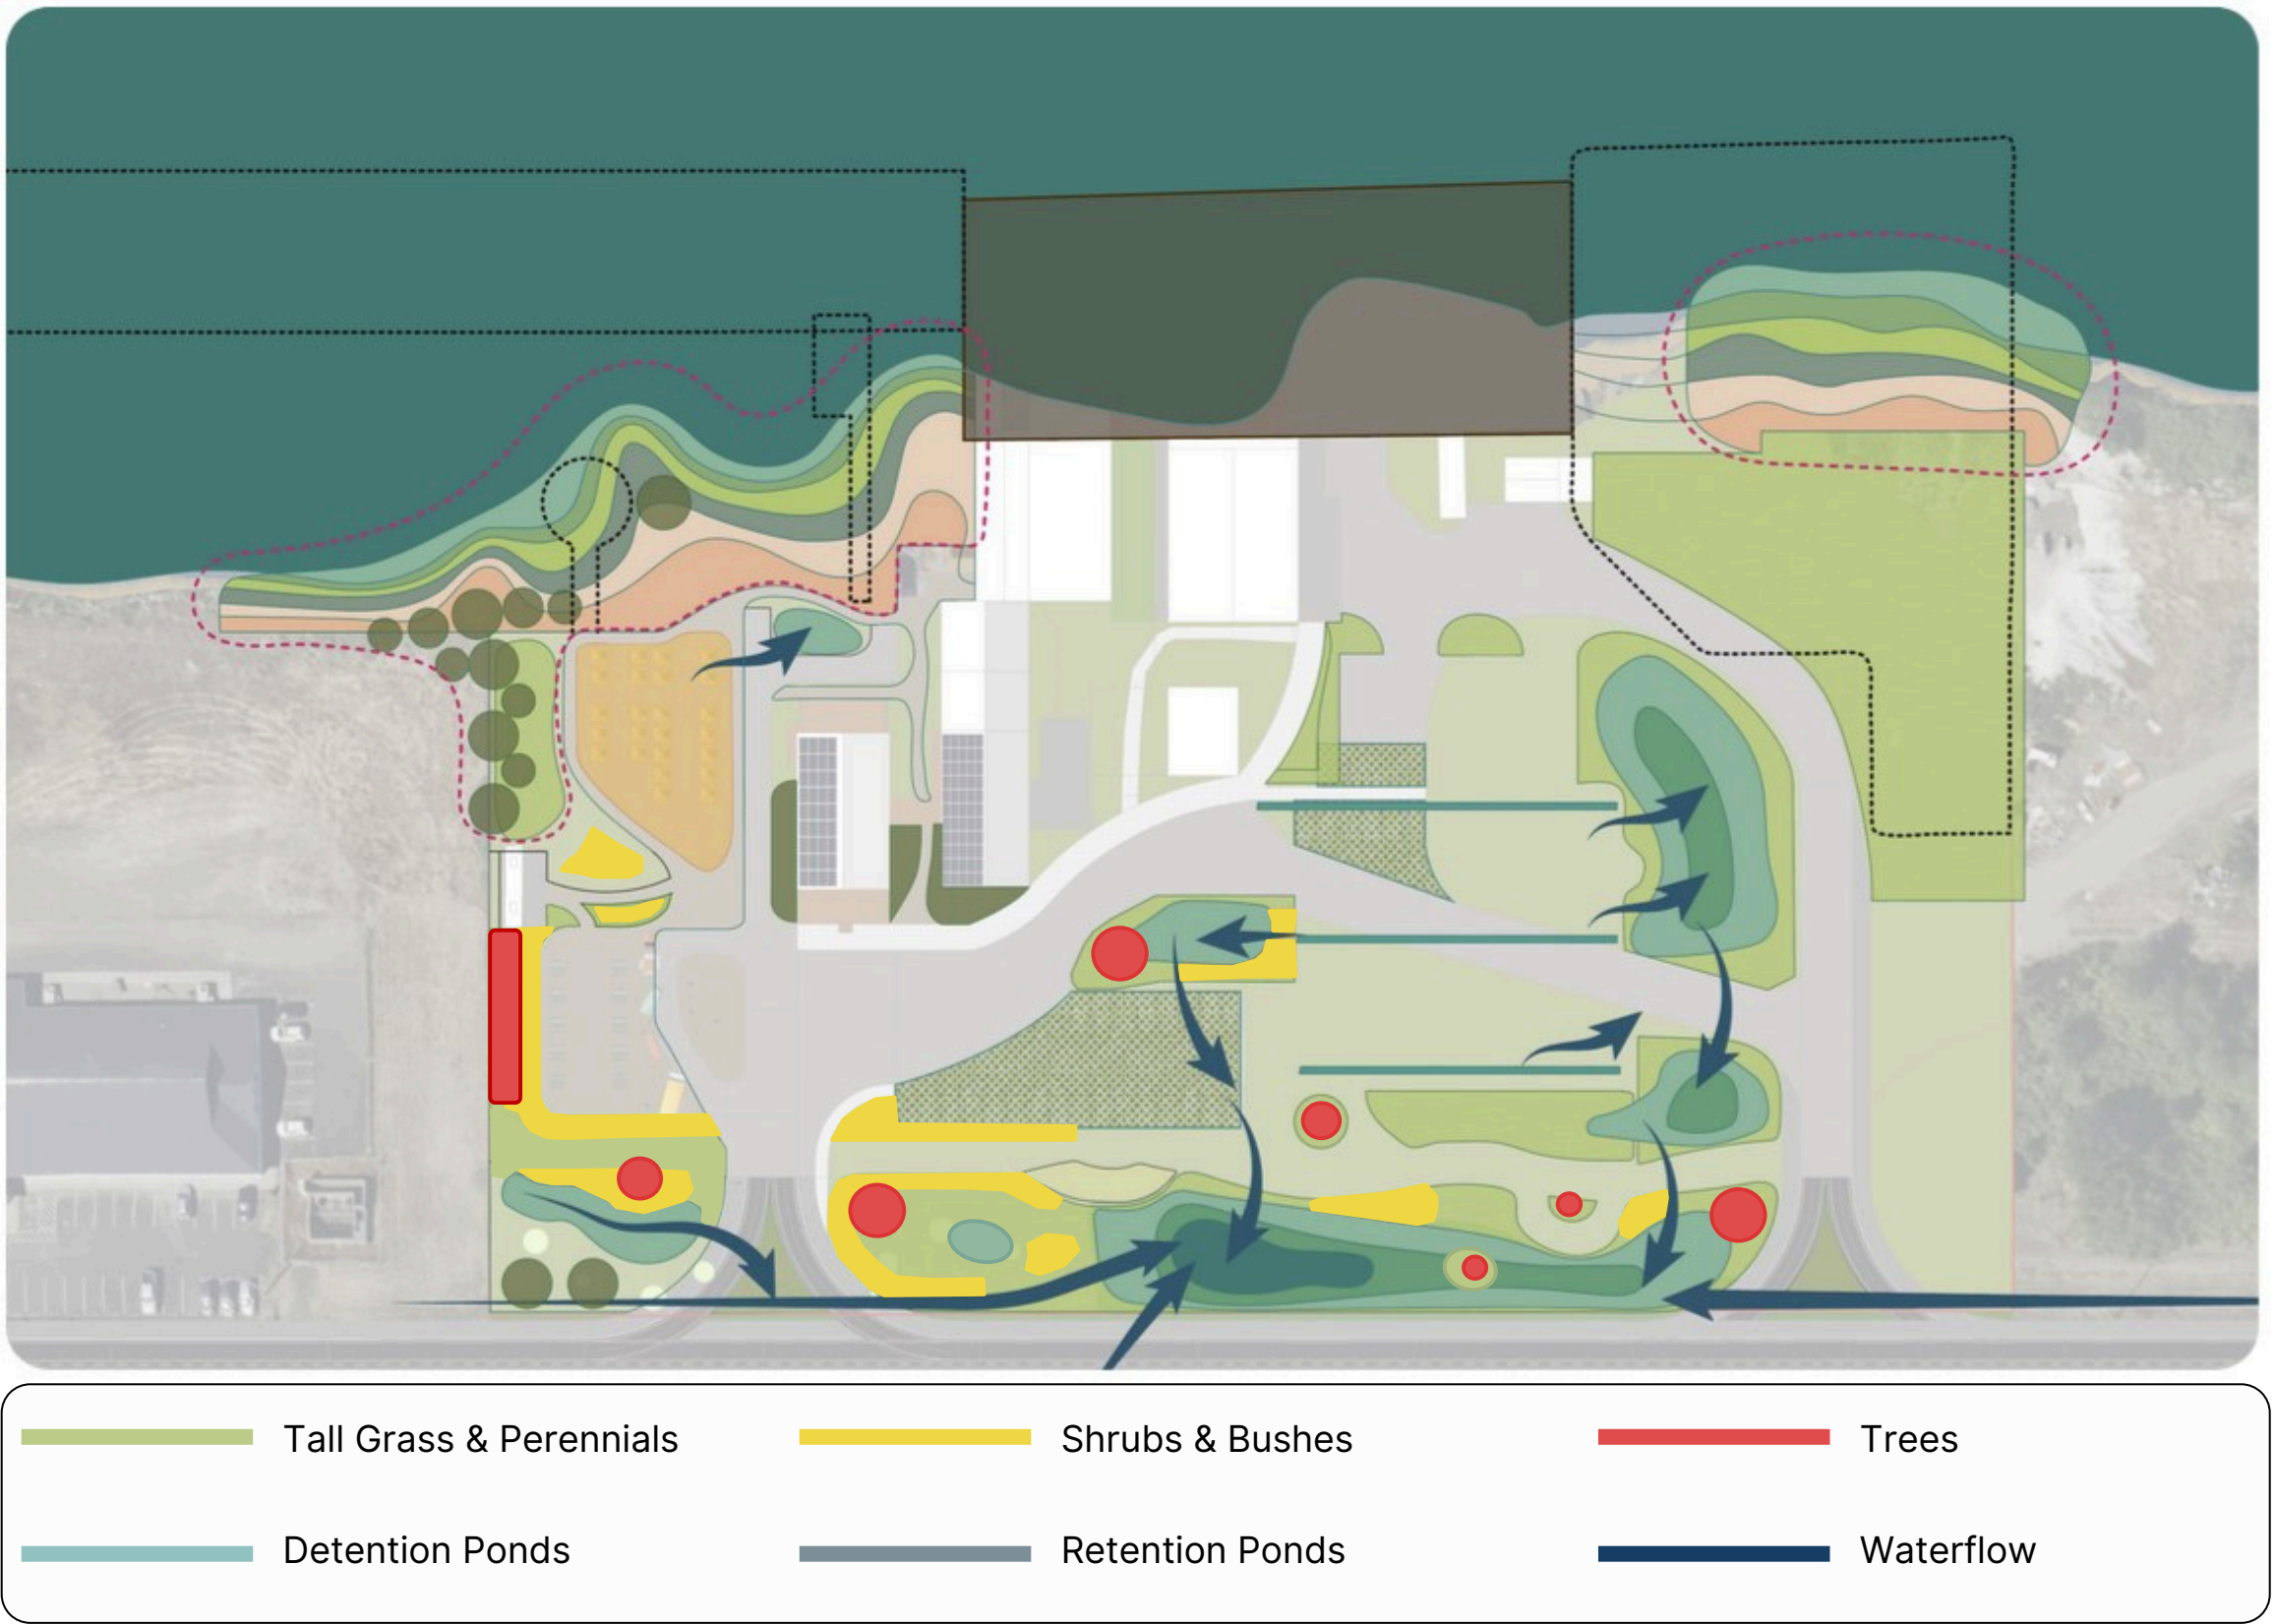 Tall Grass & Perennials
Shrubs & Bushes
Trees
Detention Ponds
Retention Ponds
Waterflow